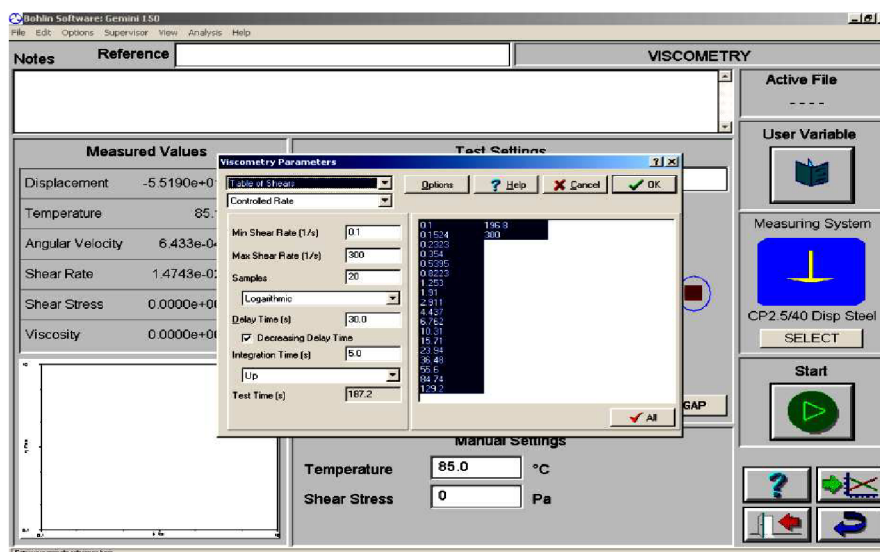 Bohlin Software: Gemini 150
File Edit Options Supervisor View Analysis Help
Notes Reference VISCOMETRY
Active File
- - - -
User Variable
Measured Values Test Settings
Displacement -5.5190e+0
Temperature 85.
Angular Velocity 6.433e-0
Shear Rate 1.4743e-0
Shear Stress 0.0000e+0
Viscosity 0.0000e+0
Viscometry Parameters
Table of Shears Options Help Cancel OK
Controlled Rate
Min Shear Rate (1/s) 0.1
Max Shear Rate (1/s) 300
Samples 20
Logarithmic
Delay Time (s) 30.0
Decreasing Delay Time
Integration Time (s) 5.0
Up
Test Time (s) 187.2
0.1 196.8
0.1524 300
0.2323
0.354
0.5395
0.8223
1.253
1.91
2.911
4.437
6.762
10.31
15.71
23.94
36.48
55.6
84.74
129.2
All
GAP
Measuring System
CP2.5/40 Disp Steel
SELECT
Start
Manual Settings
Temperature 85.0 °C
Shear Stress 0 Pa